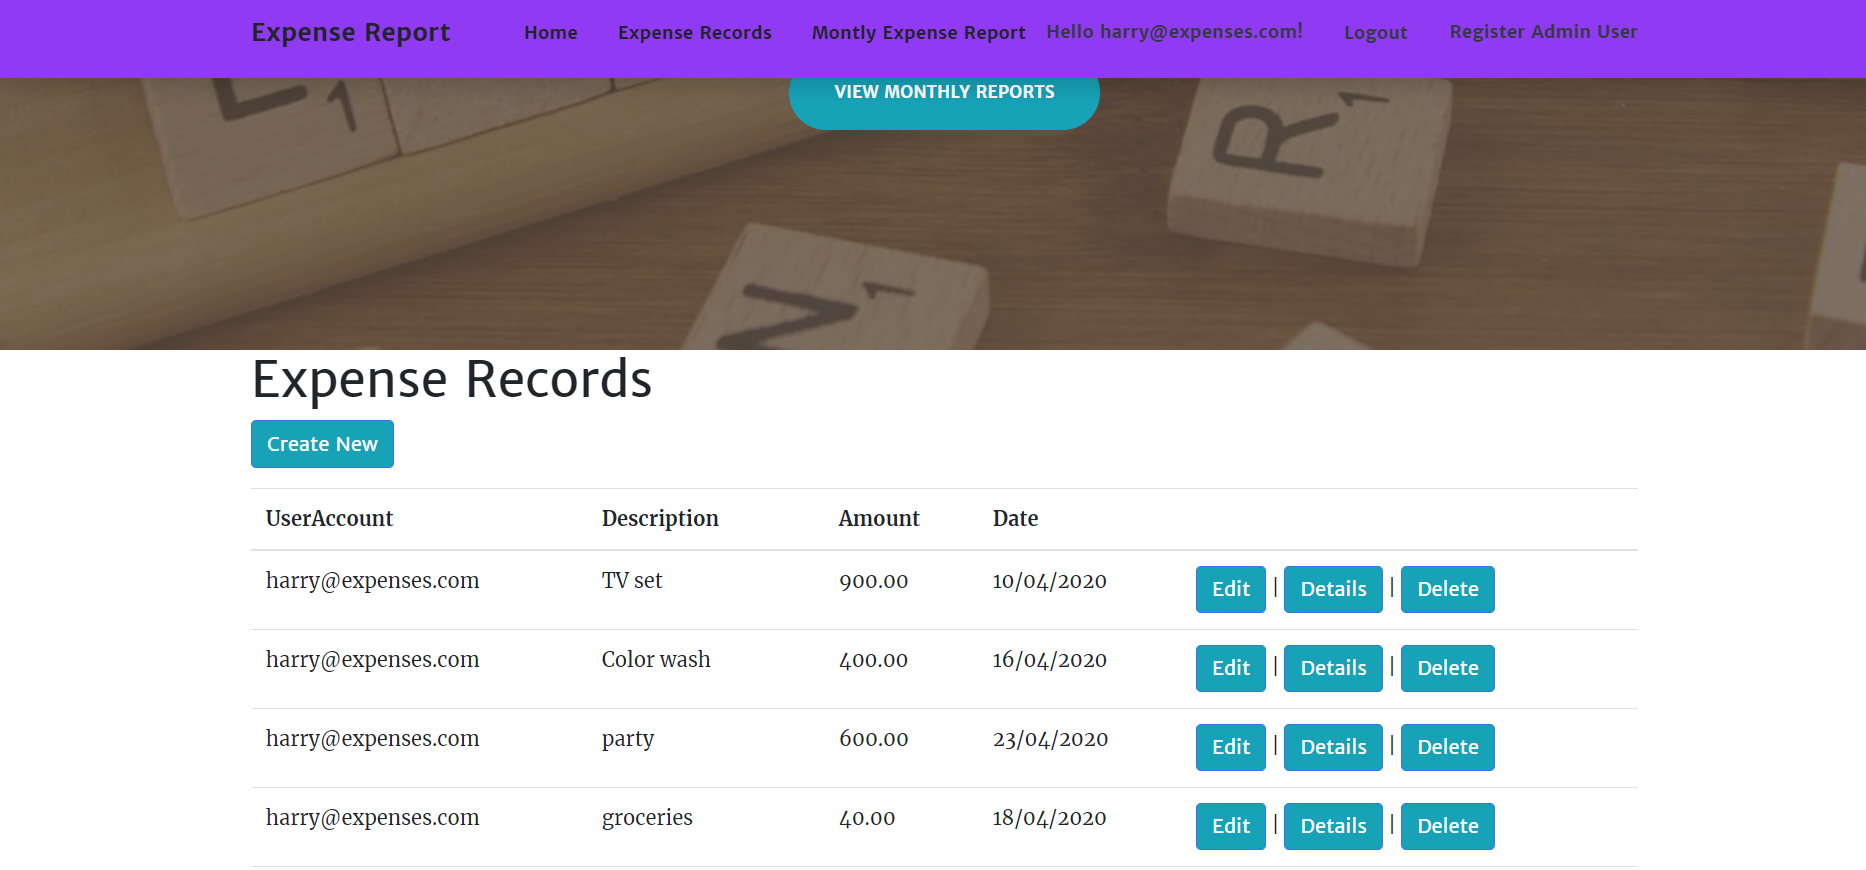 Expense Report Home Expense Records Montly Expense Report Hello harry@expenses.com! Logout Register Admin User
VIEW MONTHLY REPORTS
1
R 1
N 1
Expense Records
Create New
UserAccount Description Amount Date
harry@expenses.com TV set 900.00 10/04/2020 Edit | Details | Delete
harry@expenses.com Color wash 400.00 16/04/2020 Edit | Details | Delete
harry@expenses.com party 600.00 23/04/2020 Edit | Details | Delete
harry@expenses.com groceries 40.00 18/04/2020 Edit | Details | Delete